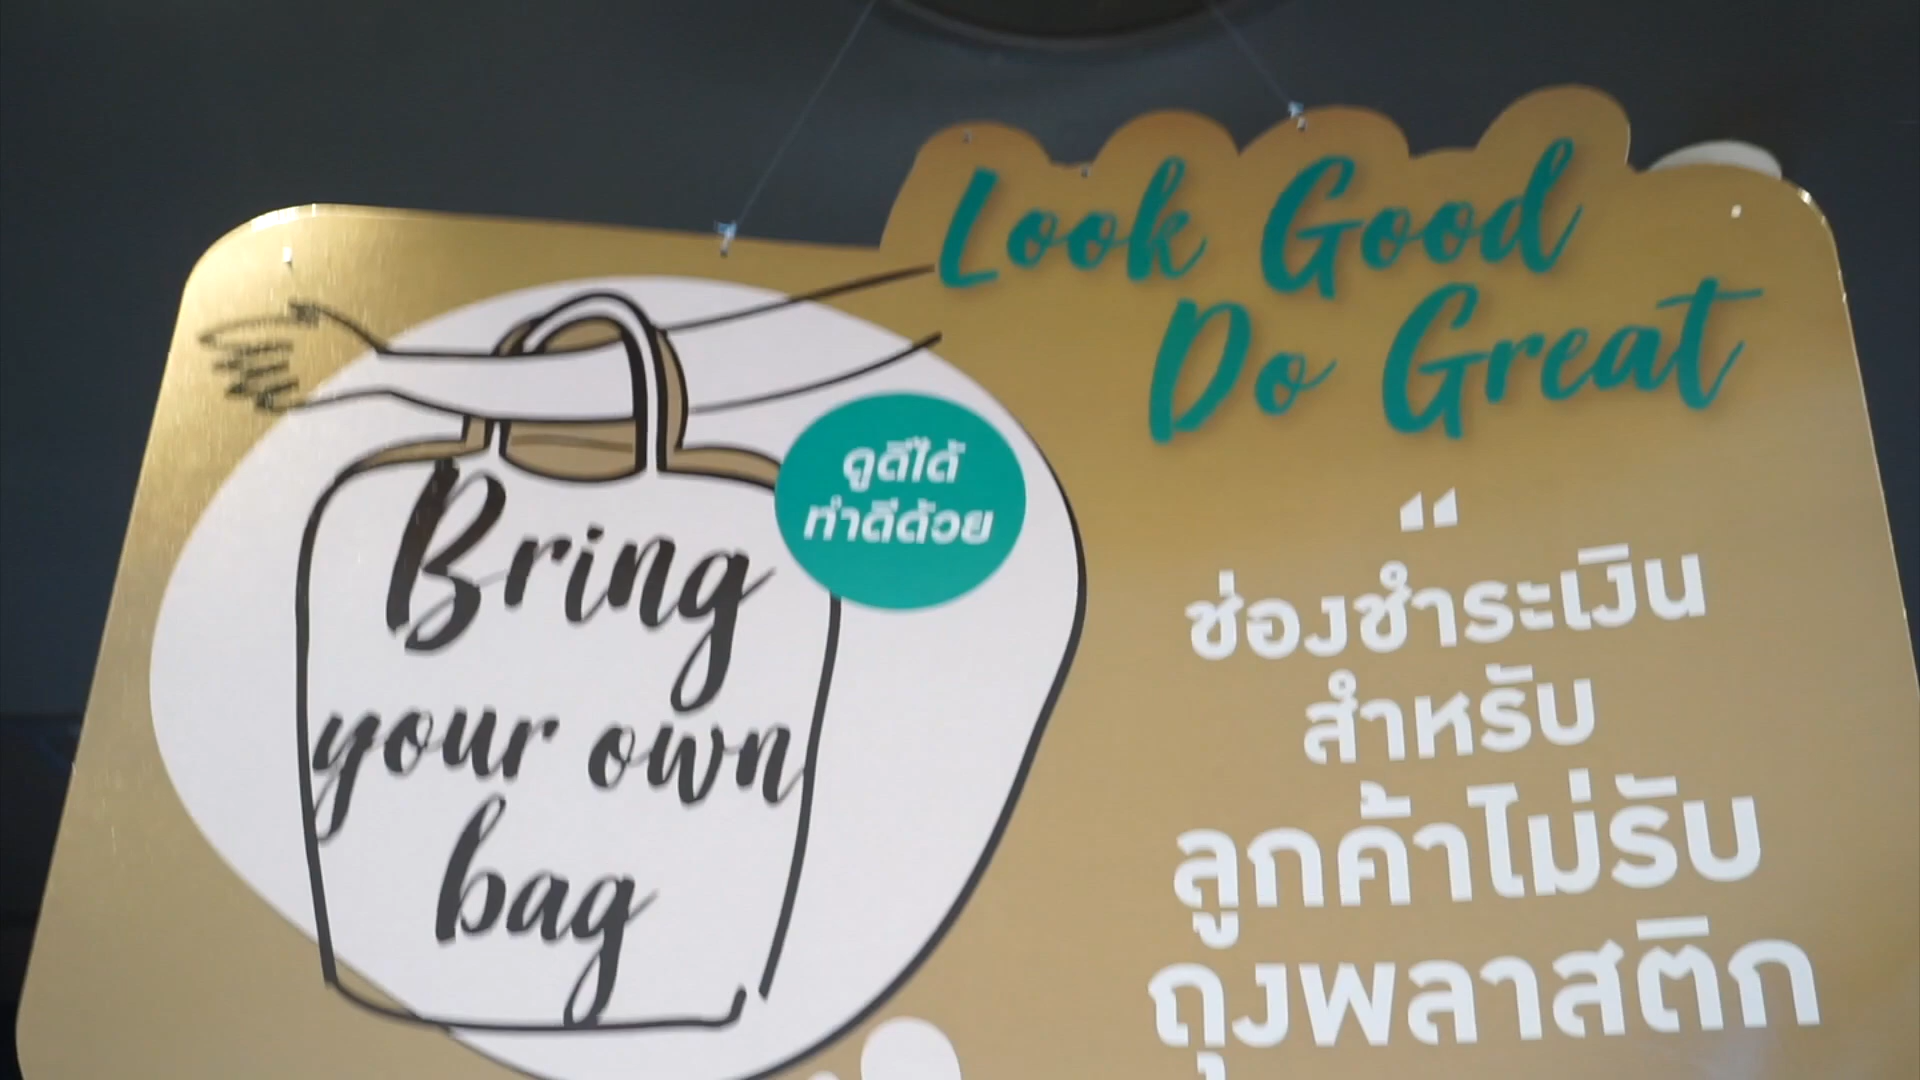 Look Good
Do Great
Bring
your own
bag
ดูดีได้
ทำดีด้วย
“
ช่องชำระเงิน
สำหรับ
ลูกค้าไม่รับ
ถุงพลาสติก